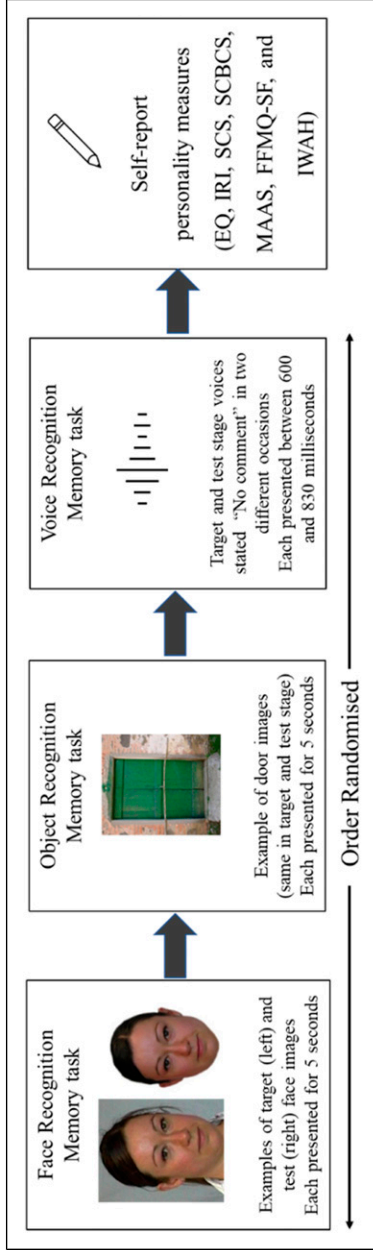 Face Recognition
Memory task
Examples of target (left) and
test (right) face images
Each presented for 5 seconds
Object Recognition
Memory task
Example of door images
(same in target and test stage)
Each presented for 5 seconds
Voice Recognition
Memory task
Target and test stage voices
stated “No comment” in two
different occasions
Each presented between 600
and 830 milliseconds
Self-report
personality measures
(EQ, IRI, SCS, SCBCS,
MAAS, FFMQ-SF, and
IWAH)
Order Randomised